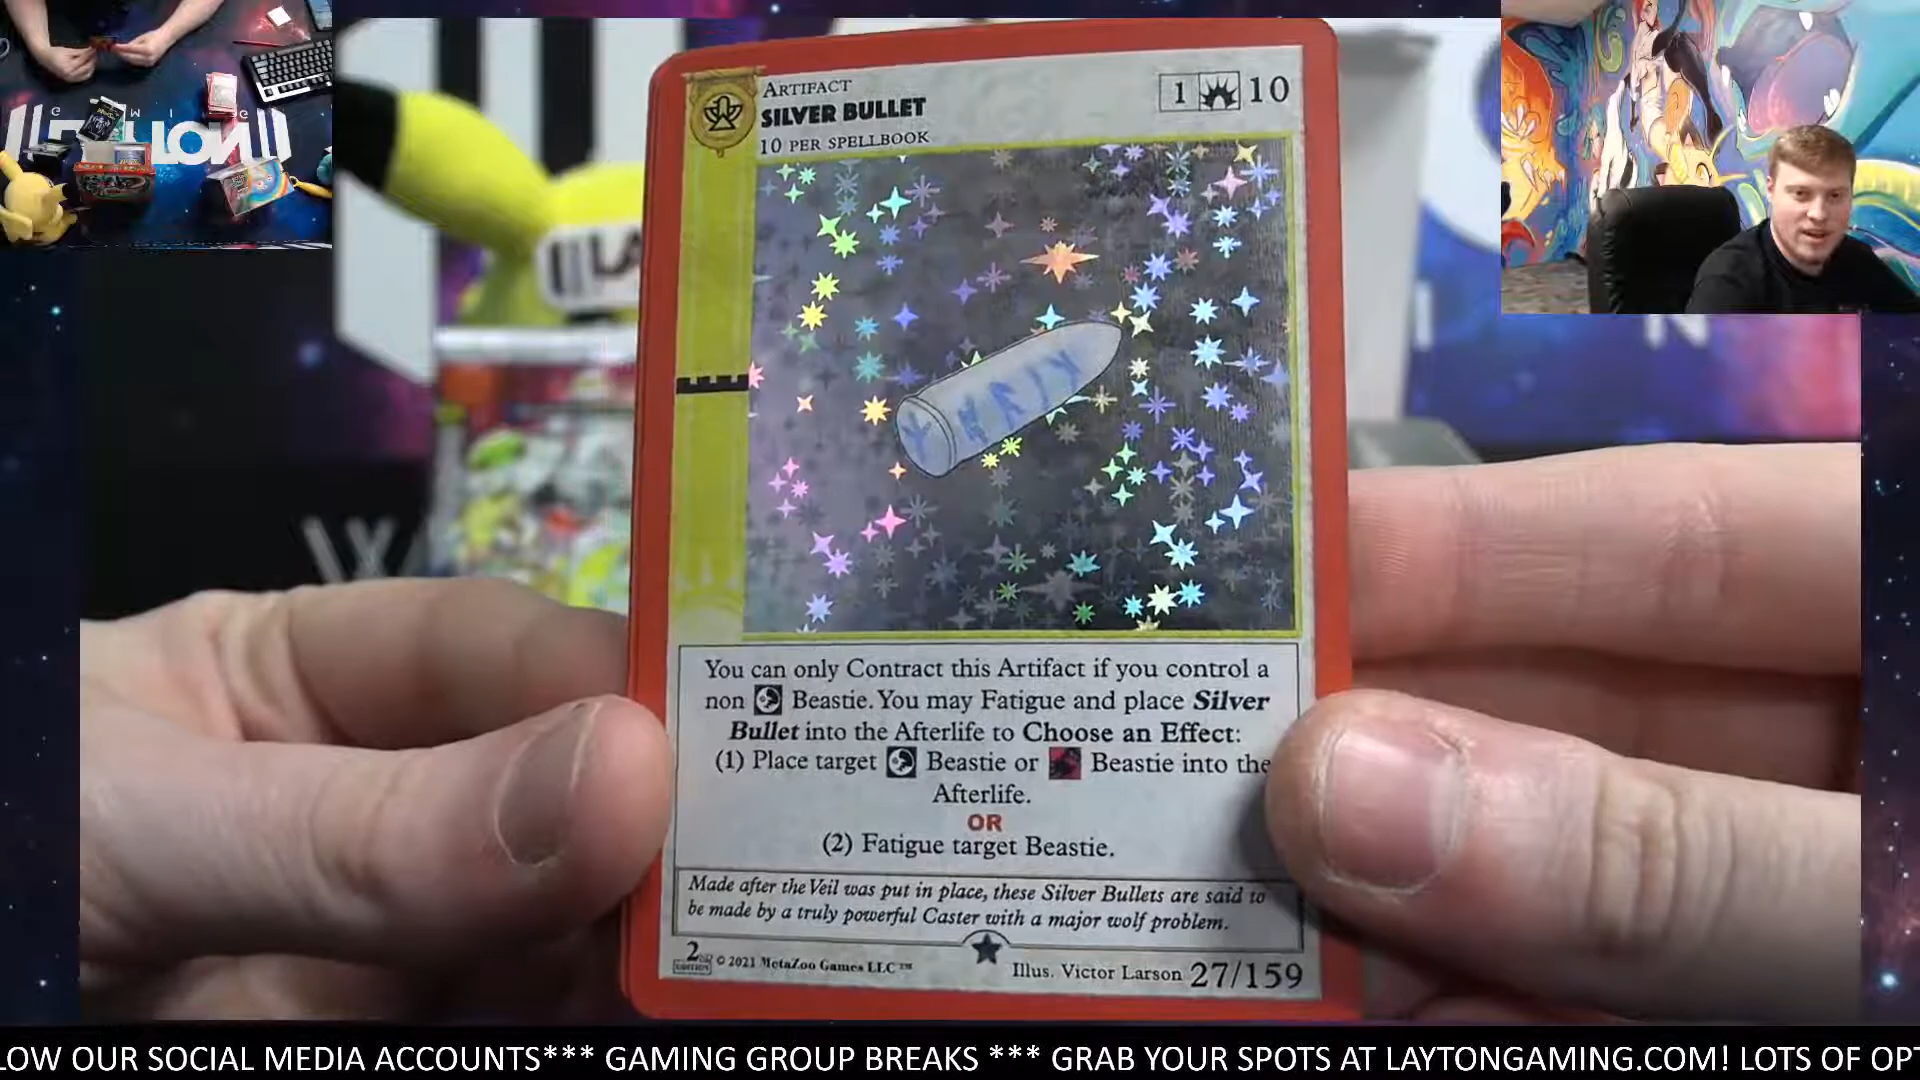 ARTIFACT
SILVER BULLET
10 PER SPELLBOOK
1 10
You can only Contract this Artifact if you control a
non Beastie. You may Fatigue and place Silver
Bullet into the Afterlife to Choose an Effect:
(1) Place target Beastie or Beastie into the
Afterlife.
OR
(2) Fatigue target Beastie.
Made after the Veil was put in place, these Silver Bullets are said to
be made by a truly powerful Caster with a major wolf problem.
2ND EDITION © 2021 MetaZoo Games LLC™ Illus. Victor Larson 27/159
LOW OUR SOCIAL MEDIA ACCOUNTS*** GAMING GROUP BREAKS *** GRAB YOUR SPOTS AT LAYTONGAMING.COM! LOTS OF OPT